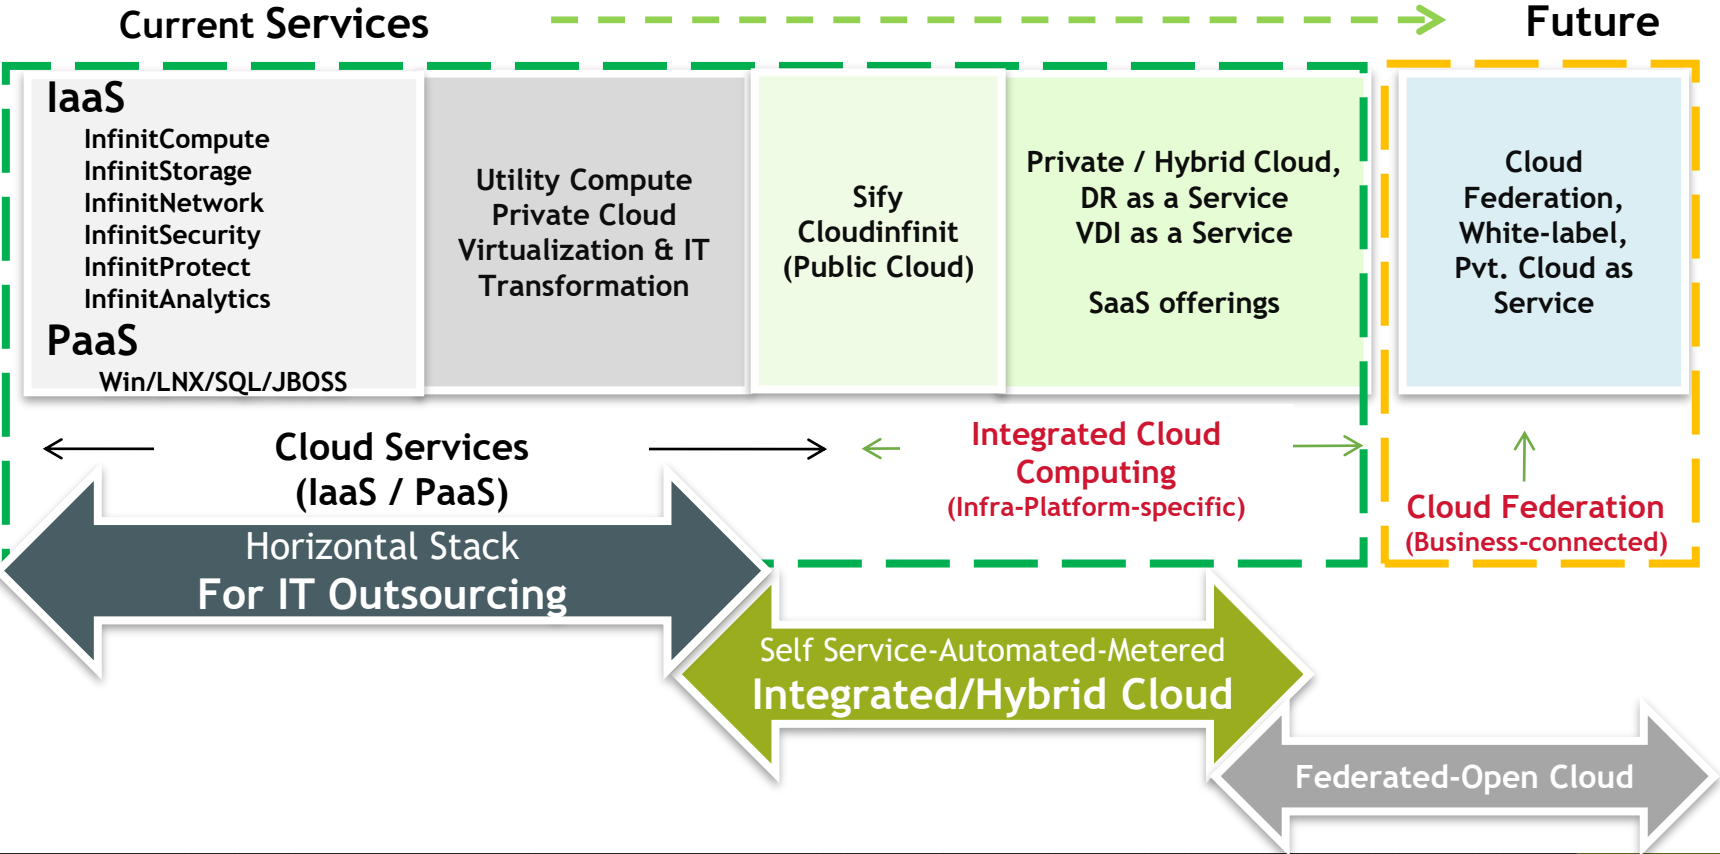 Current Services
Future
IaaS
InfinitCompute
InfinitStorage
InfinitNetwork
InfinitSecurity
InfinitProtect
InfinitAnalytics
PaaS
Win/LNX/SQL/JBOSS
Utility Compute
Private Cloud
Virtualization & IT
Transformation
Sify
Cloudinfinit
(Public Cloud)
Private / Hybrid Cloud,
DR as a Service
VDI as a Service
SaaS offerings
Cloud
Federation,
White-label,
Pvt. Cloud as
Service
Cloud Services
(IaaS / PaaS)
Integrated Cloud
Computing
(Infra-Platform-specific)
Cloud Federation
(Business-connected)
Horizontal Stack
For IT Outsourcing
Self Service-Automated-Metered
Integrated/Hybrid Cloud
Federated-Open Cloud